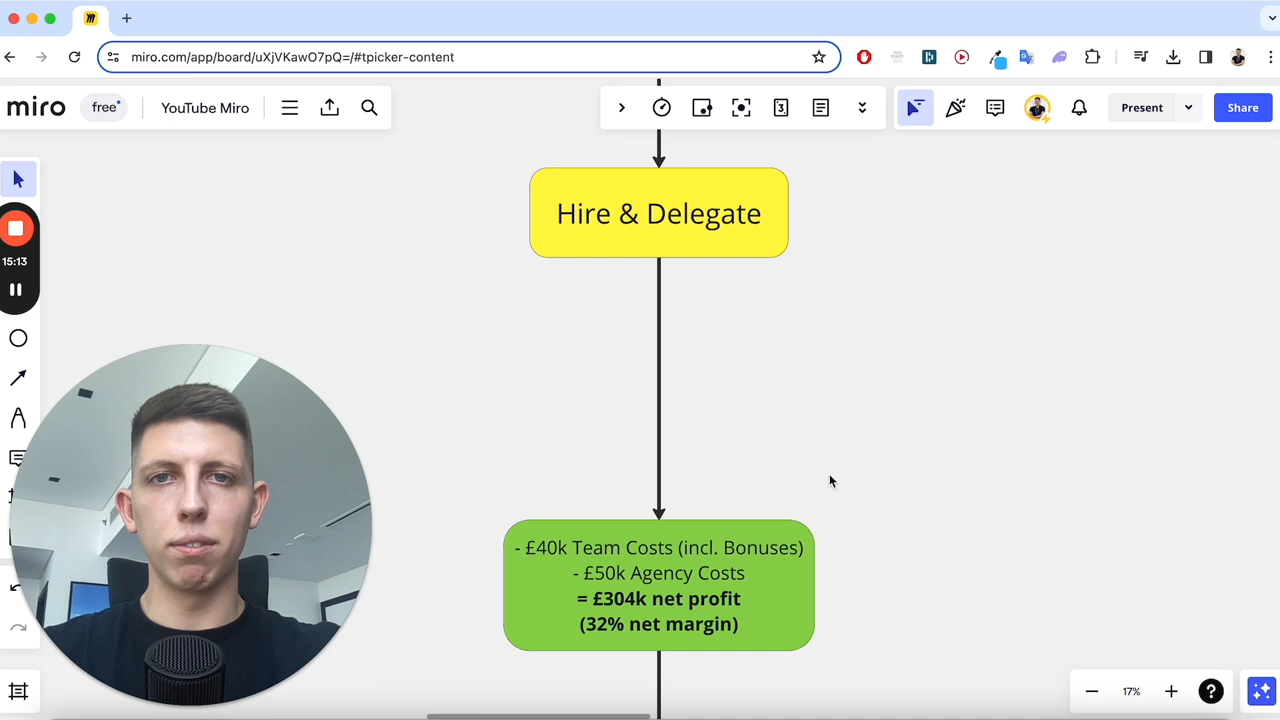 miro.com/app/board/uXjVKawO7pQ=/#tpicker-content
miro
free
YouTube Miro
3
Present
Share
15:13
Hire & Delegate
- £40k Team Costs (incl. Bonuses)
- £50k Agency Costs
= £304k net profit
(32% net margin)
17%
?